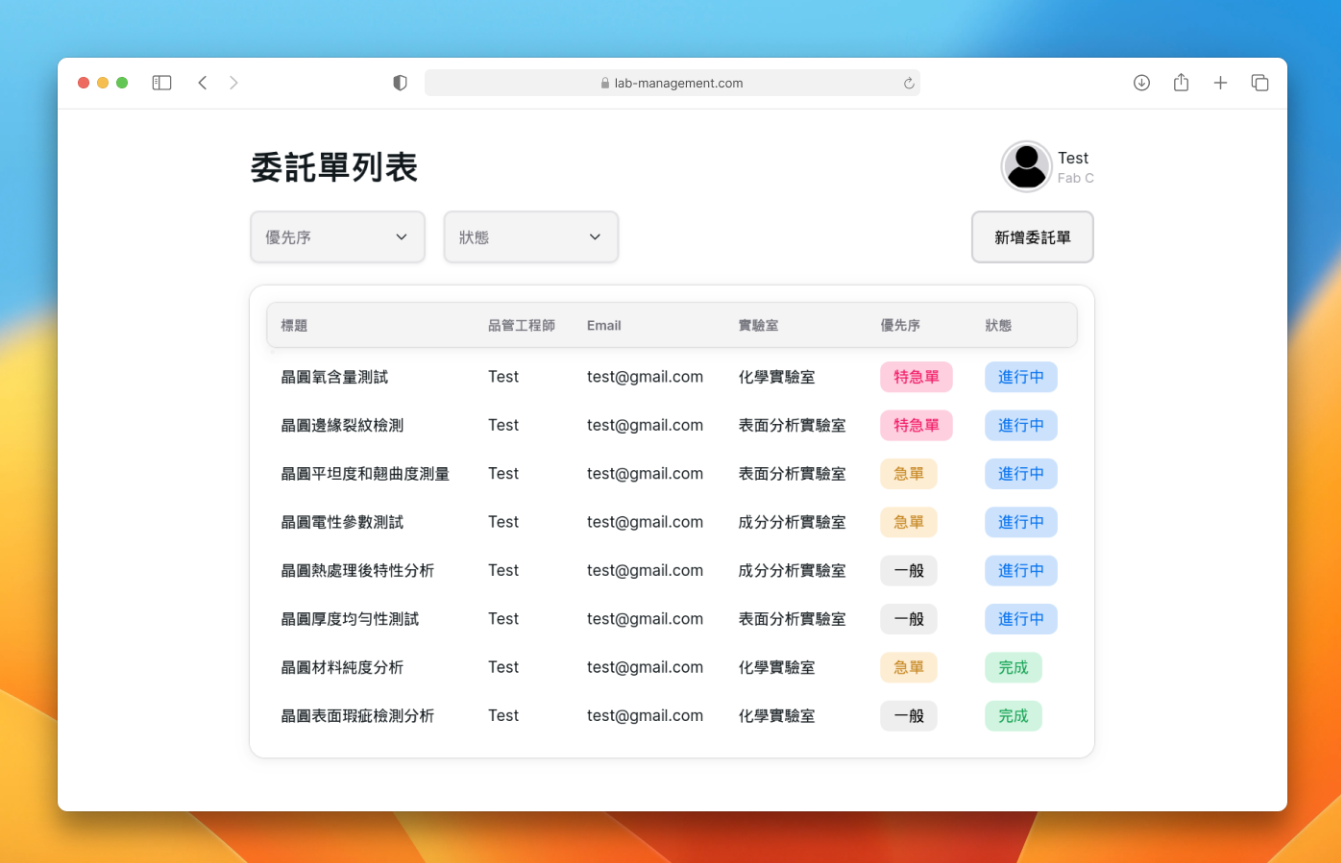 lab-management.com
委託單列表
Test
Fab C
優先序
狀態
新增委託單
標題 品管工程師 Email 實驗室 優先序 狀態
晶圓氧含量測試 Test test@gmail.com 化學實驗室 特急單 進行中
晶圓邊緣裂紋檢測 Test test@gmail.com 表面分析實驗室 特急單 進行中
晶圓平坦度和翹曲度測量 Test test@gmail.com 表面分析實驗室 急單 進行中
晶圓電性參數測試 Test test@gmail.com 成分分析實驗室 急單 進行中
晶圓熱處理後特性分析 Test test@gmail.com 成分分析實驗室 一般 進行中
晶圓厚度均勻性測試 Test test@gmail.com 表面分析實驗室 一般 進行中
晶圓材料純度分析 Test test@gmail.com 化學實驗室 急單 完成
晶圓表面瑕疵檢測分析 Test test@gmail.com 化學實驗室 一般 完成